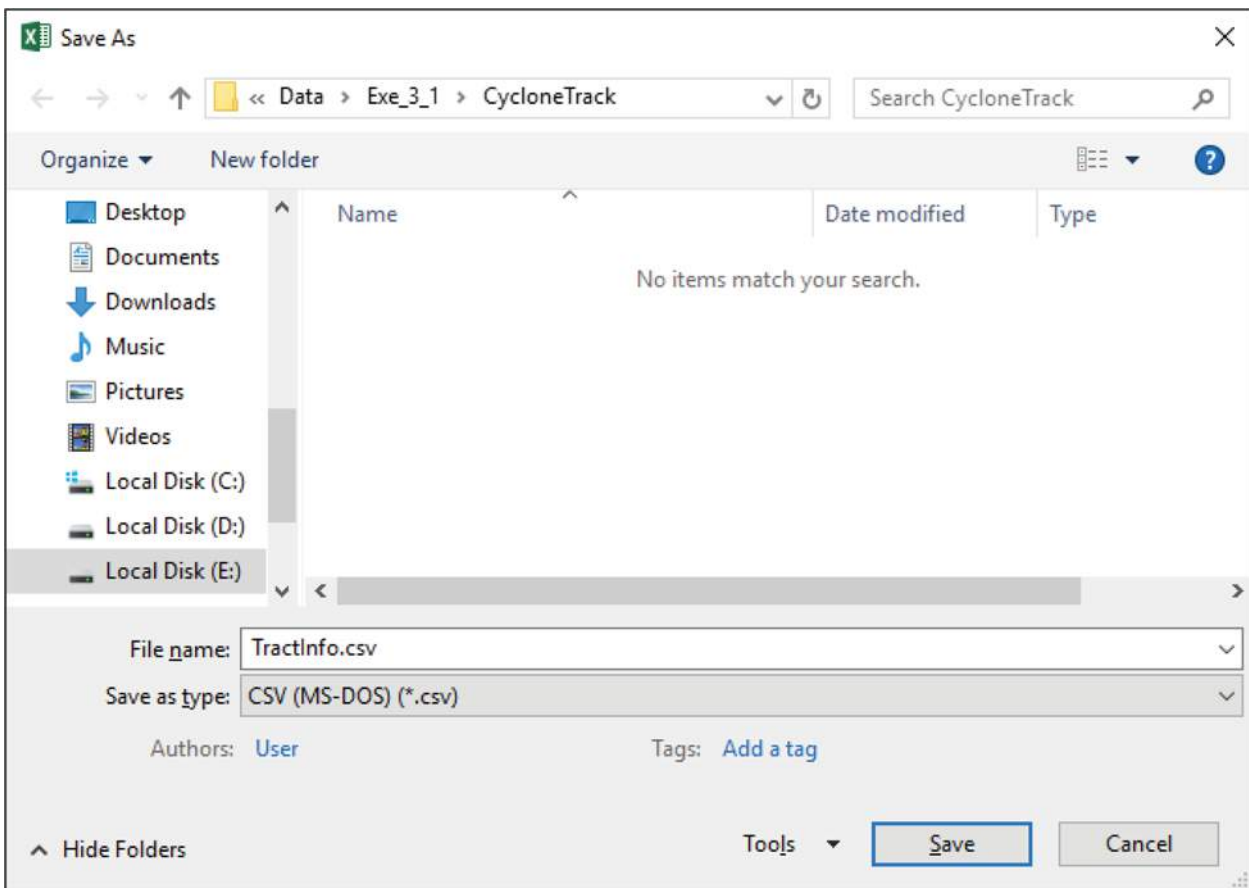 Save As
« Data > Exe_3_1 > CycloneTrack
Search CycloneTrack
Organize
New folder
Name
Date modified
Type
Desktop
Documents
Downloads
Music
Pictures
Videos
Local Disk (C:)
Local Disk (D:)
Local Disk (E:)
No items match your search.
File name: TractInfo.csv
Save as type: CSV (MS-DOS) (*.csv)
Authors: User
Tags: Add a tag
Hide Folders
Tools
Save
Cancel